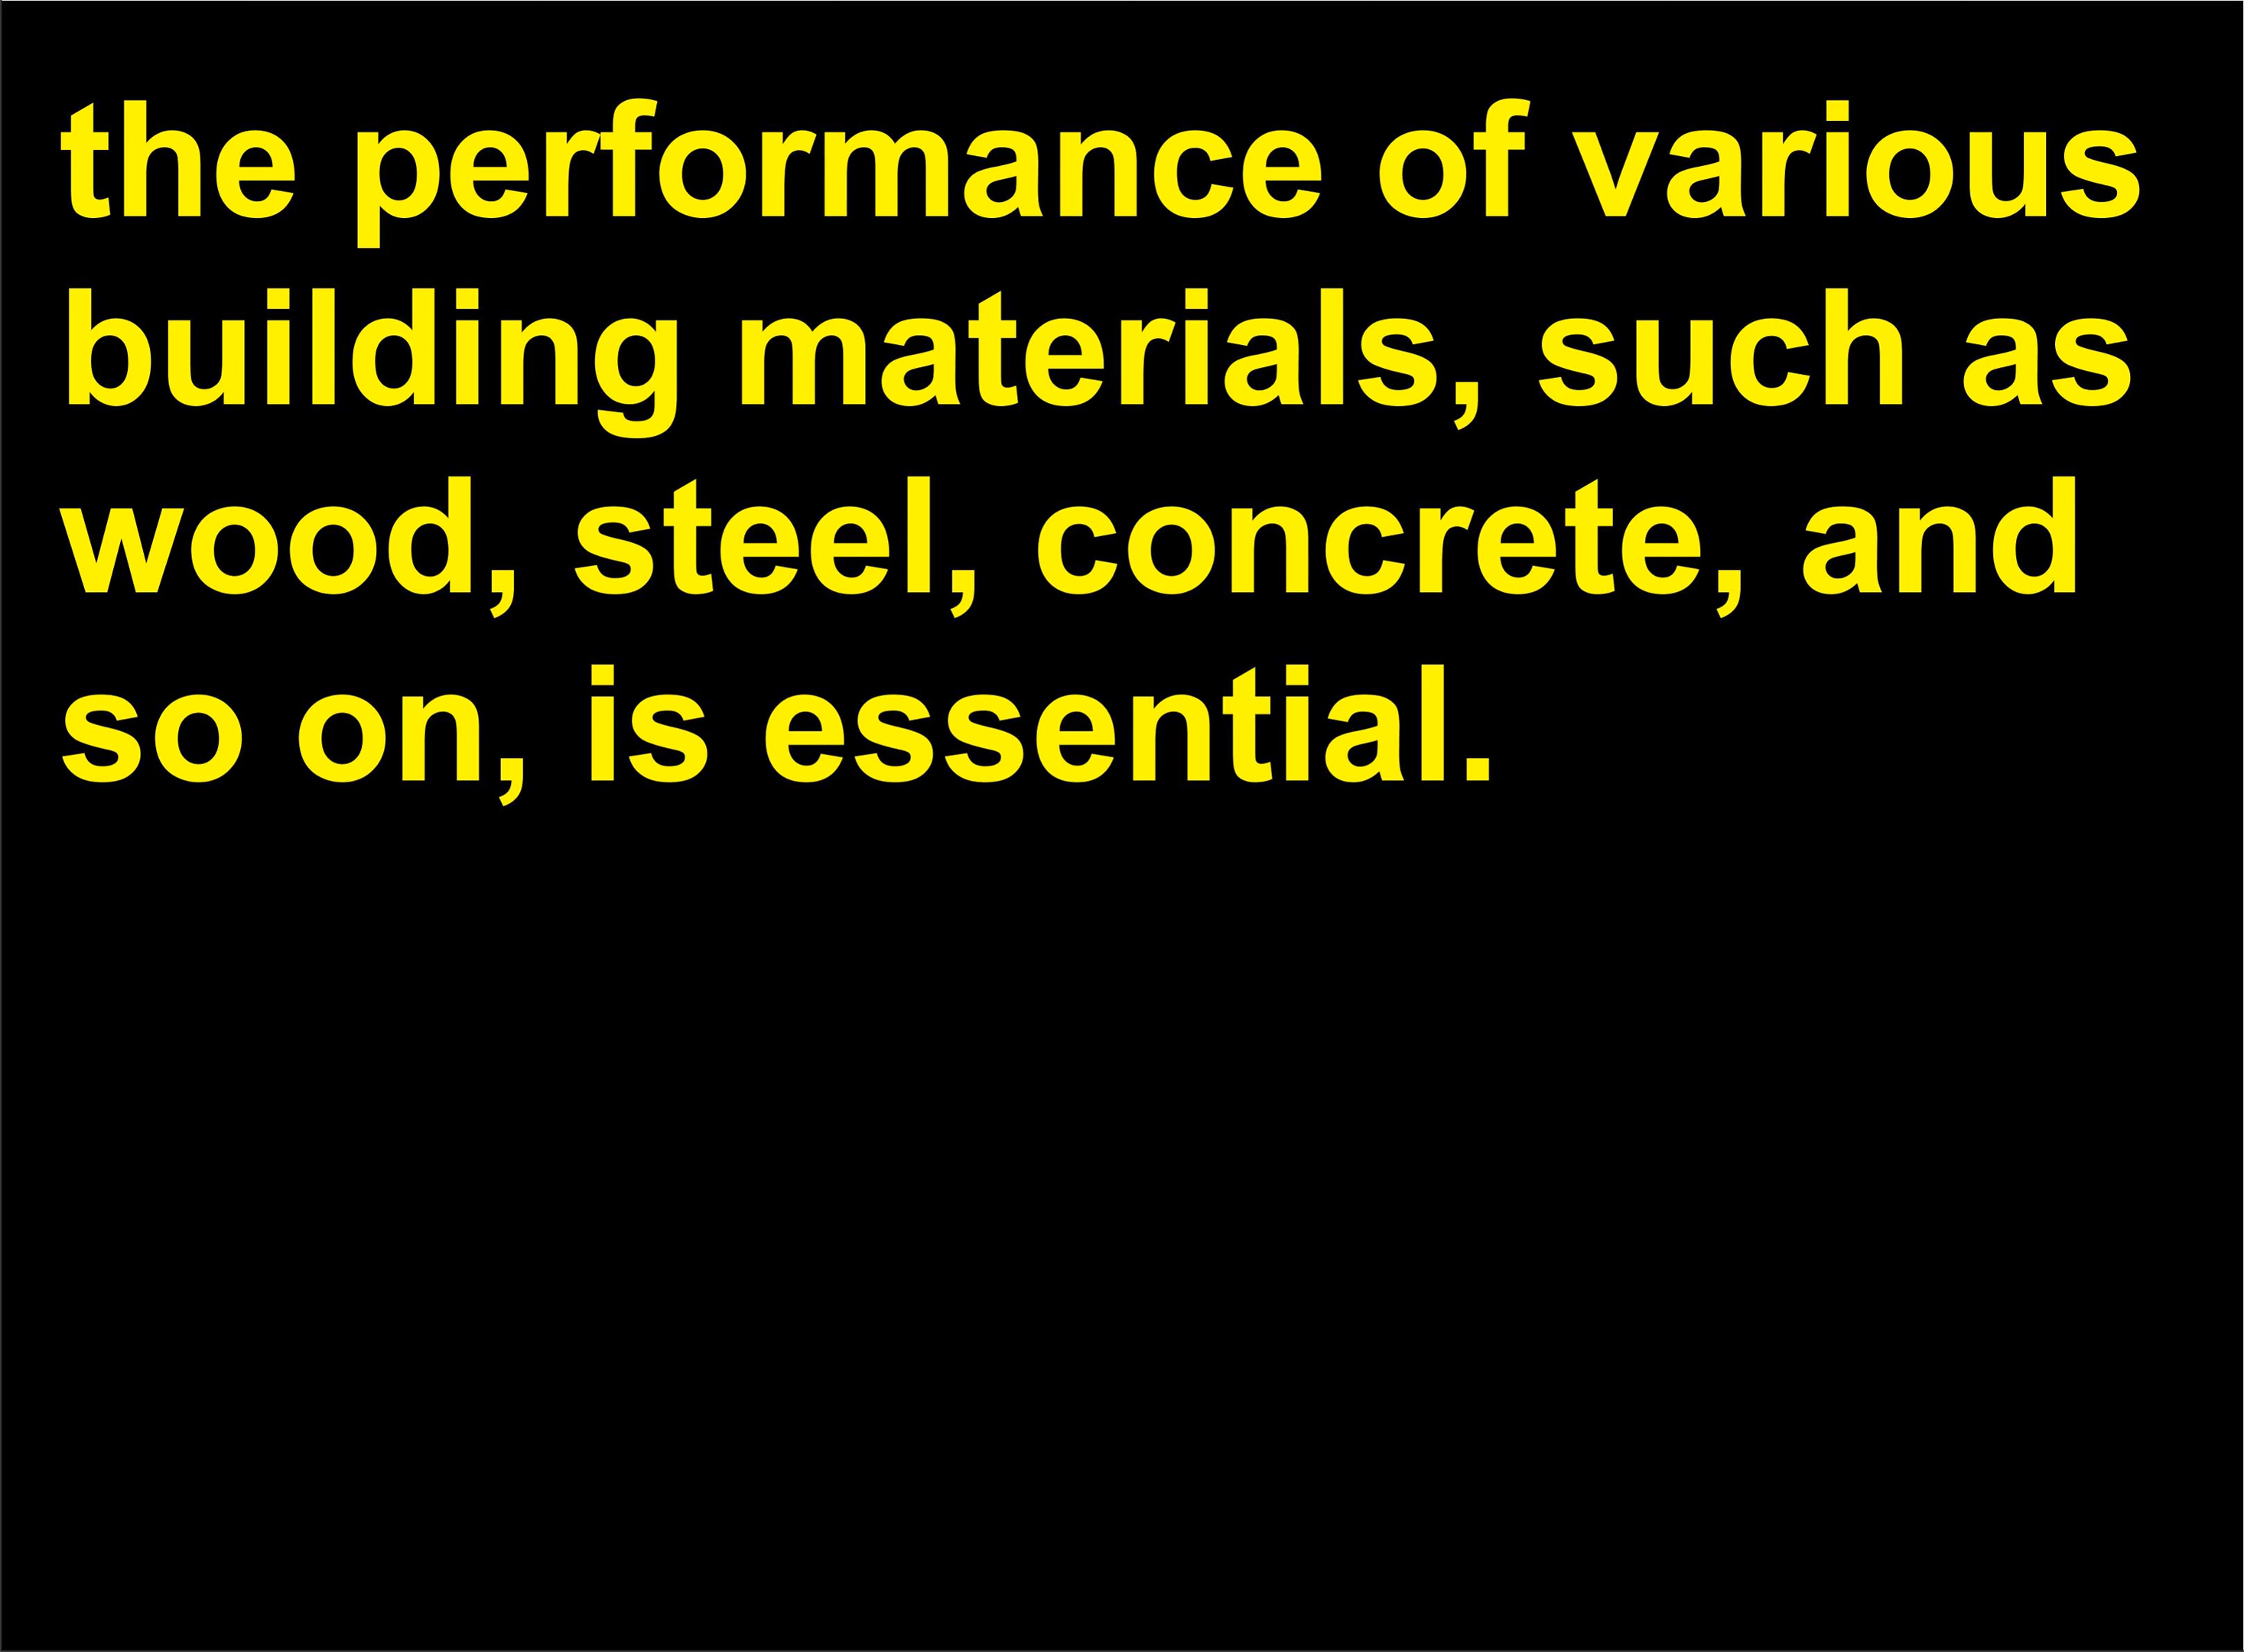 the performance of various
building materials, such as
wood, steel, concrete, and
so on, is essential.